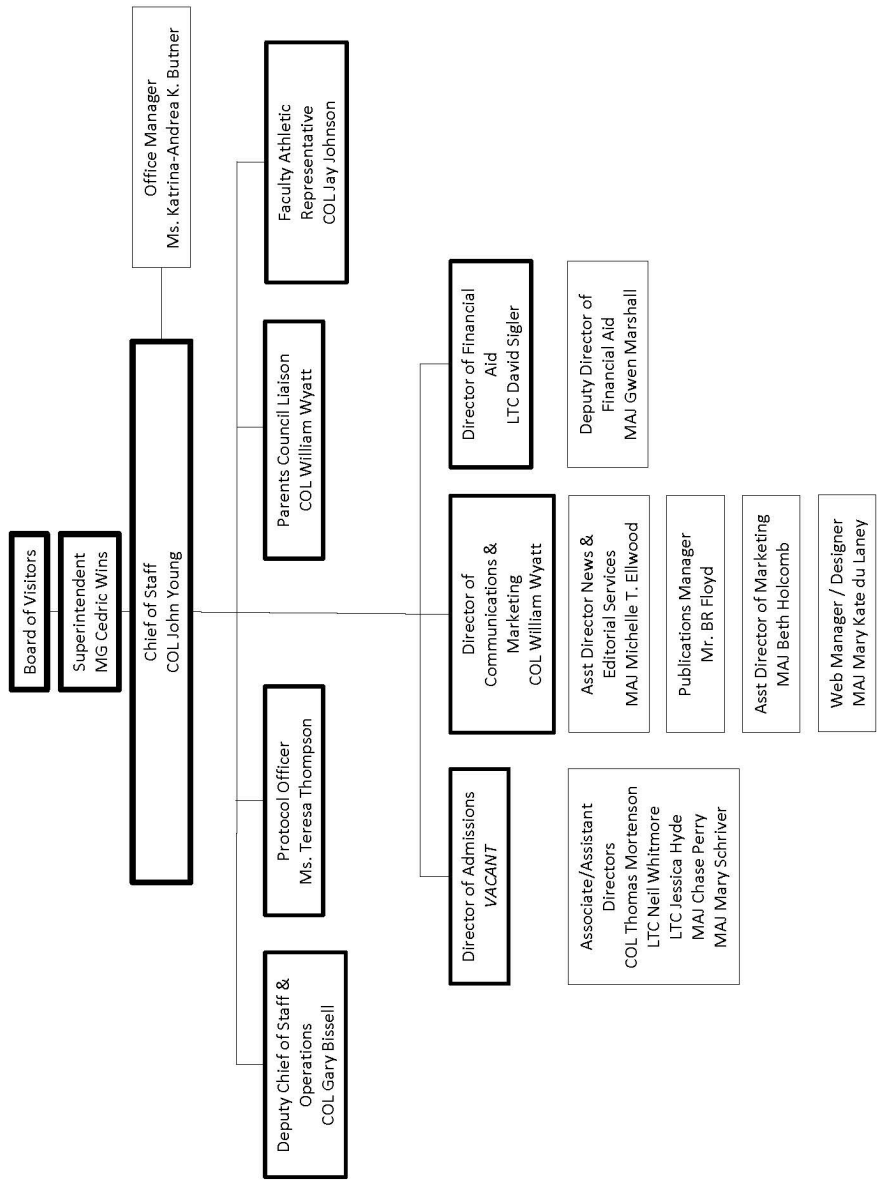 Board of Visitors
Superintendent
MG Cedric Wins
Chief of Staff
COL John Young
Office Manager
Ms. Katrina-Andrea K. Butner
Deputy Chief of Staff &
Operations
COL Gary Bissell
Protocol Officer
Ms. Teresa Thompson
Parents Council Liaison
COL William Wyatt
Faculty Athletic
Representative
COL Jay Johnson
Director of Admissions
VACANT
Director of
Communications &
Marketing
COL William Wyatt
Director of Financial
Aid
LTC David Sigler
Associate/Assistant
Directors
COL Thomas Mortenson
LTC Neil Whitmore
LTC Jessica Hyde
MAJ Chase Perry
MAJ Mary Schriver
Asst Director News &
Editorial Services
MAJ Michelle T. Ellwood
Publications Manager
Mr. BR Floyd
Asst Director of Marketing
MAJ Beth Holcomb
Web Manager / Designer
MAJ Mary Kate du Laney
Deputy Director of
Financial Aid
MAJ Gwen Marshall